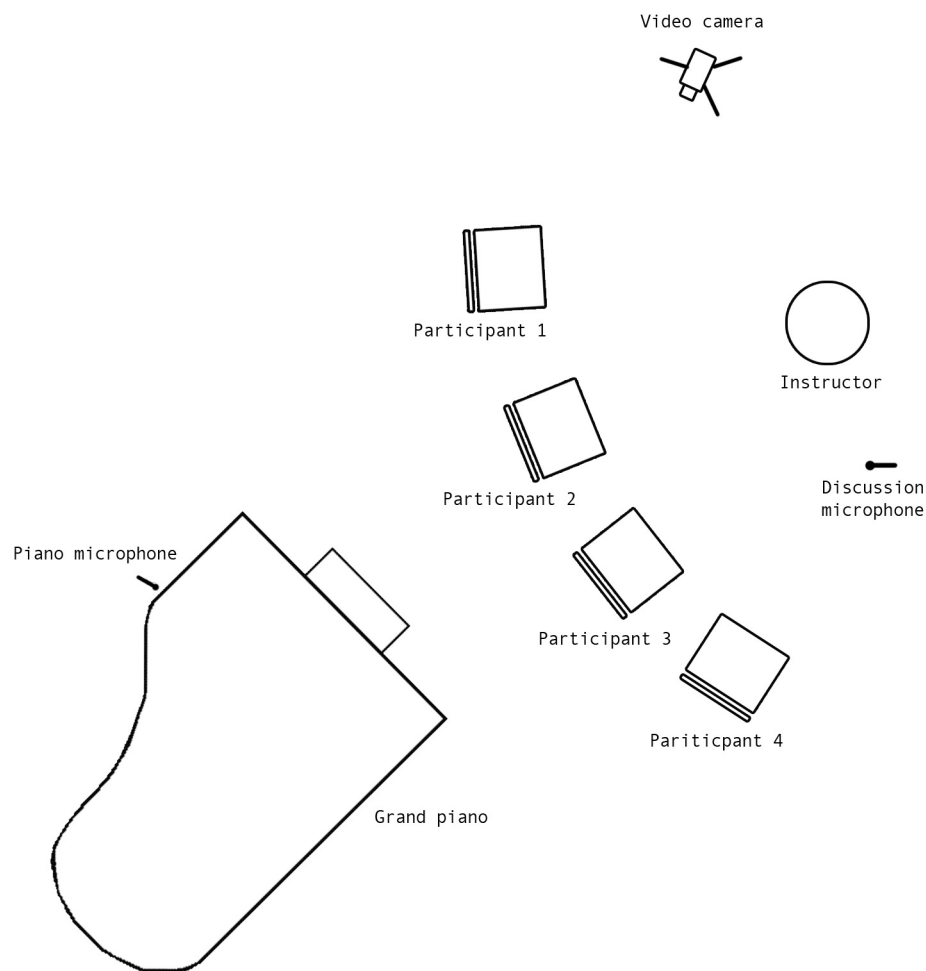 Video camera
Participant 1
Instructor
Participant 2
Discussion
microphone
Piano microphone
Participant 3
Pariticpant 4
Grand piano